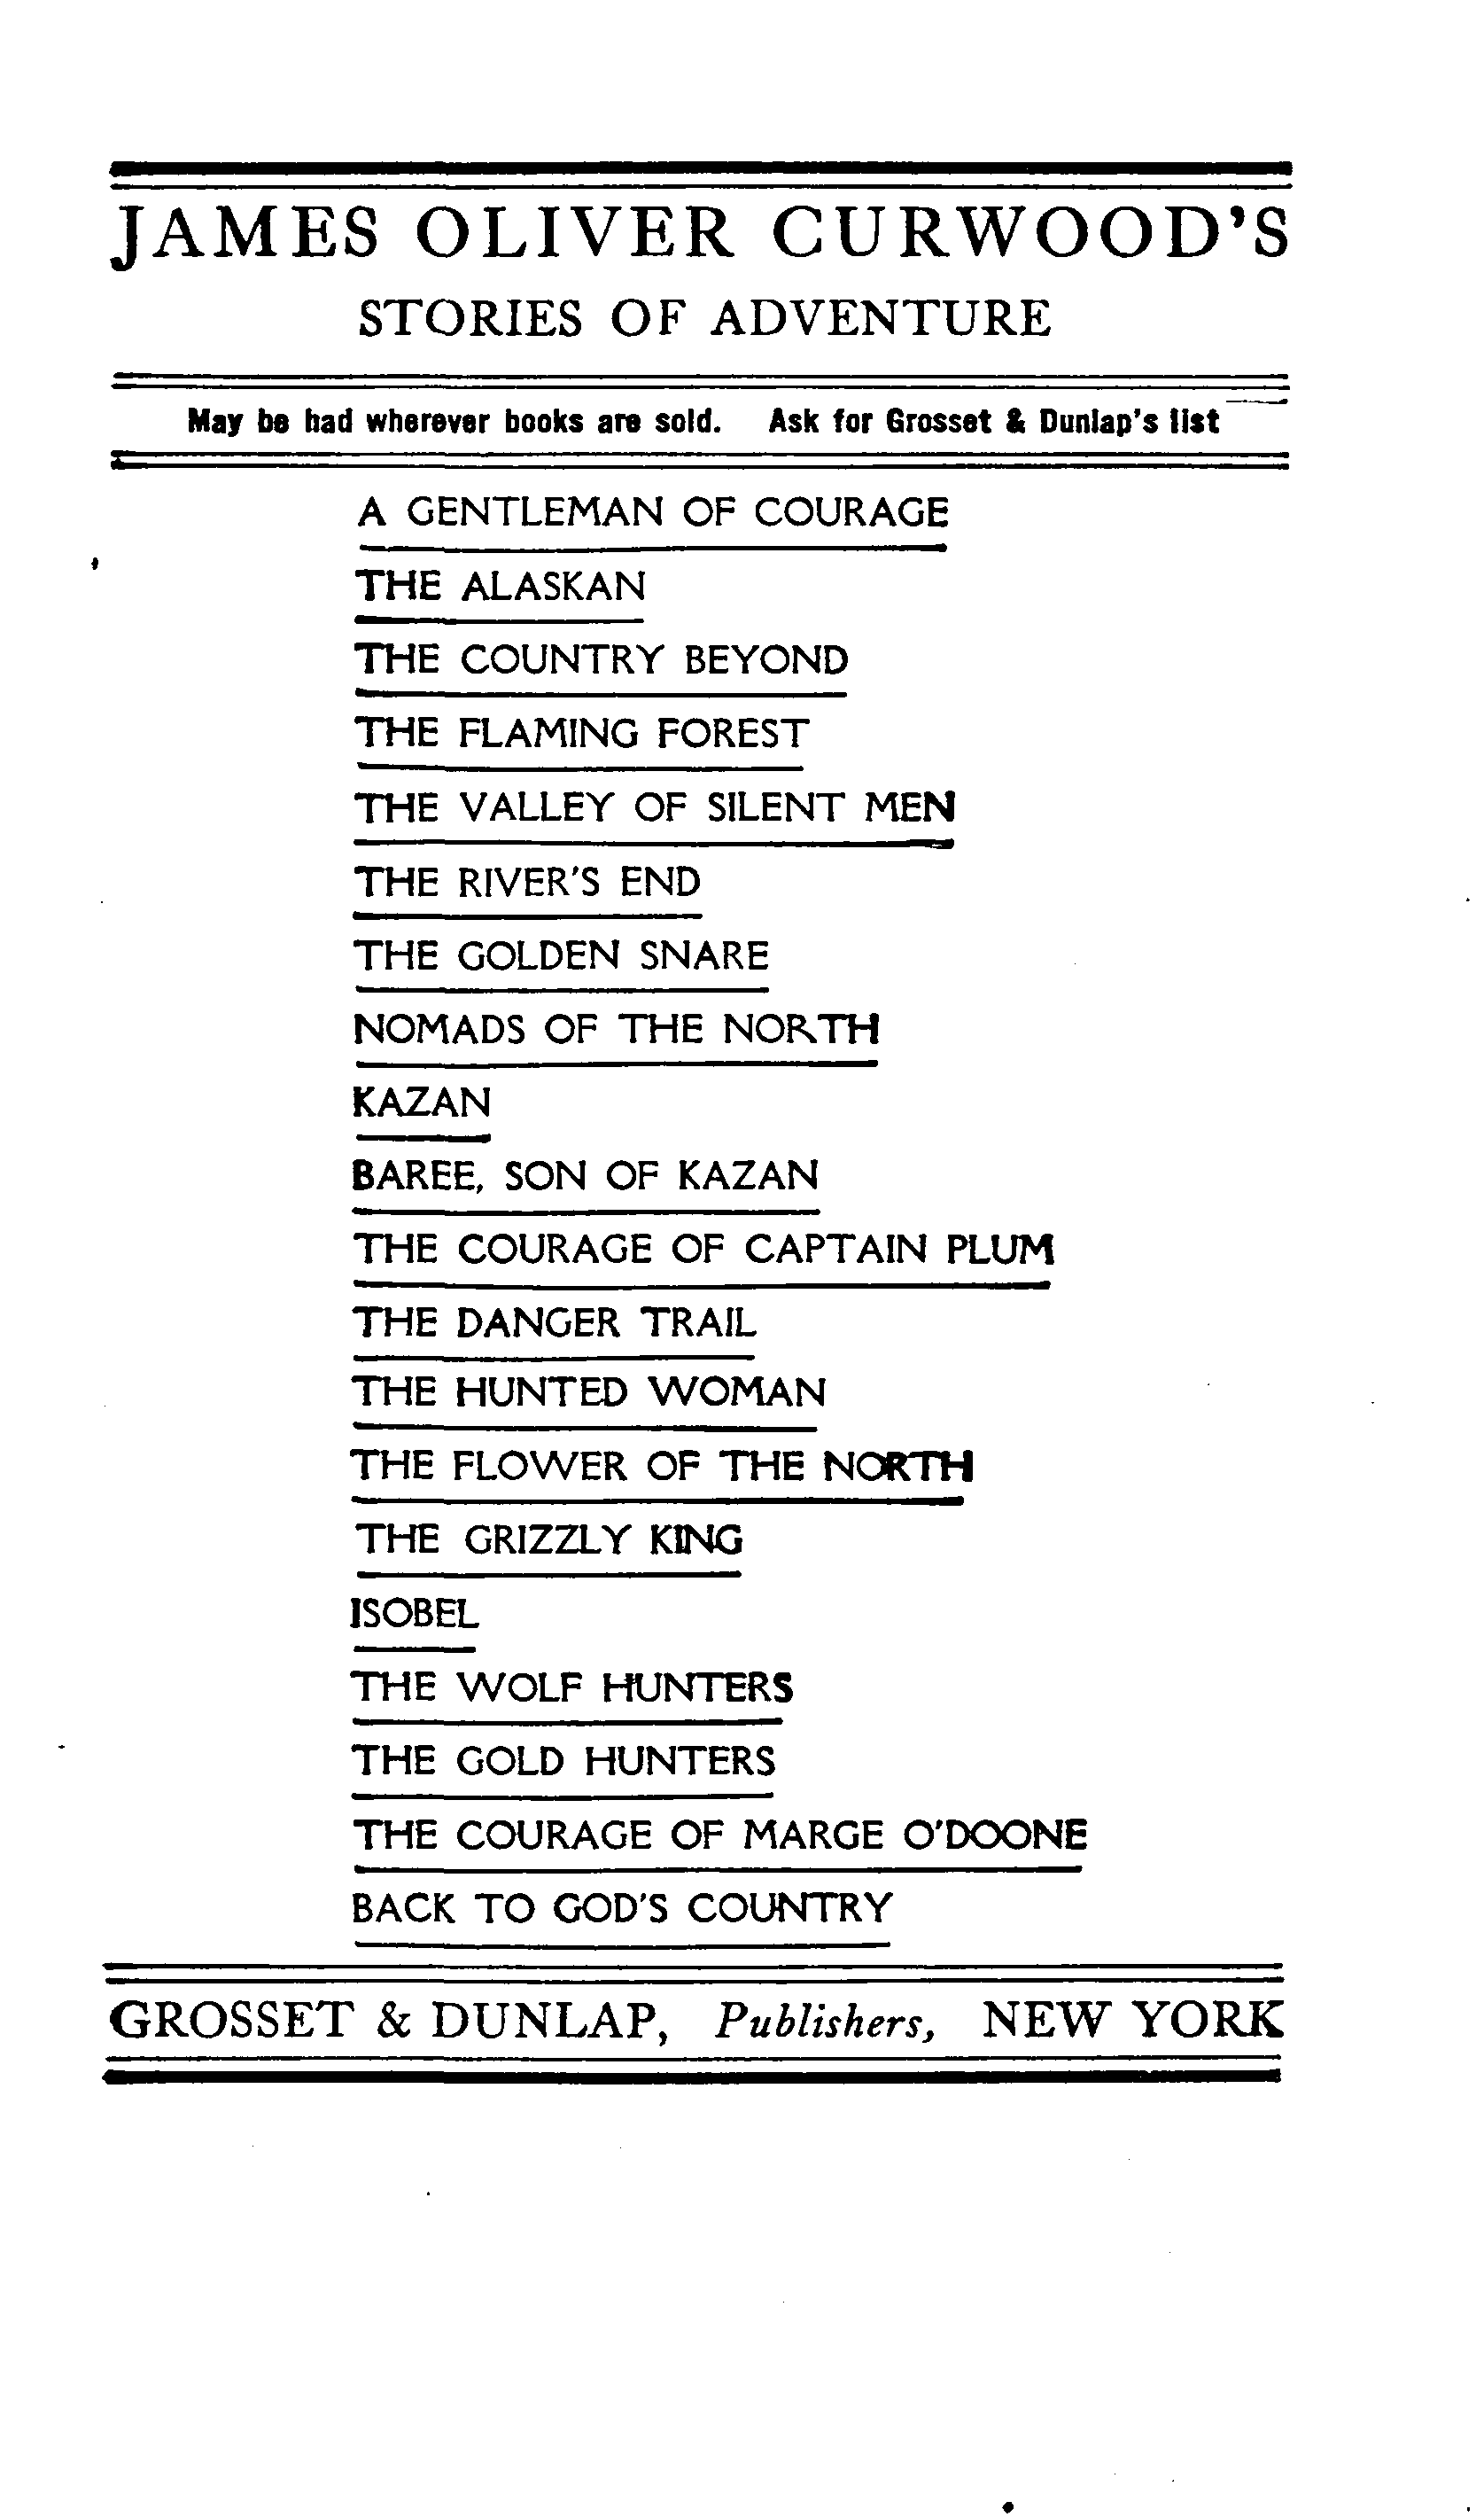 JAMES OLIVER CURWOOD'S
STORIES OF ADVENTURE
May be had wherever books are sold. Ask for Grosset & Dunlap's list
A GENTLEMAN OF COURAGE
THE ALASKAN
THE COUNTRY BEYOND
THE FLAMING FOREST
THE VALLEY OF SILENT MEN
THE RIVER'S END
THE GOLDEN SNARE
NOMADS OF THE NORTH
KAZAN
BAREE, SON OF KAZAN
THE COURAGE OF CAPTAIN PLUM
THE DANGER TRAIL
THE HUNTED WOMAN
THE FLOWER OF THE NORTH
THE GRIZZLY KING
ISOBEL
THE WOLF HUNTERS
THE GOLD HUNTERS
THE COURAGE OF MARGE O'DOONE
BACK TO GOD'S COUNTRY
GROSSET & DUNLAP, Publishers, NEW YORK